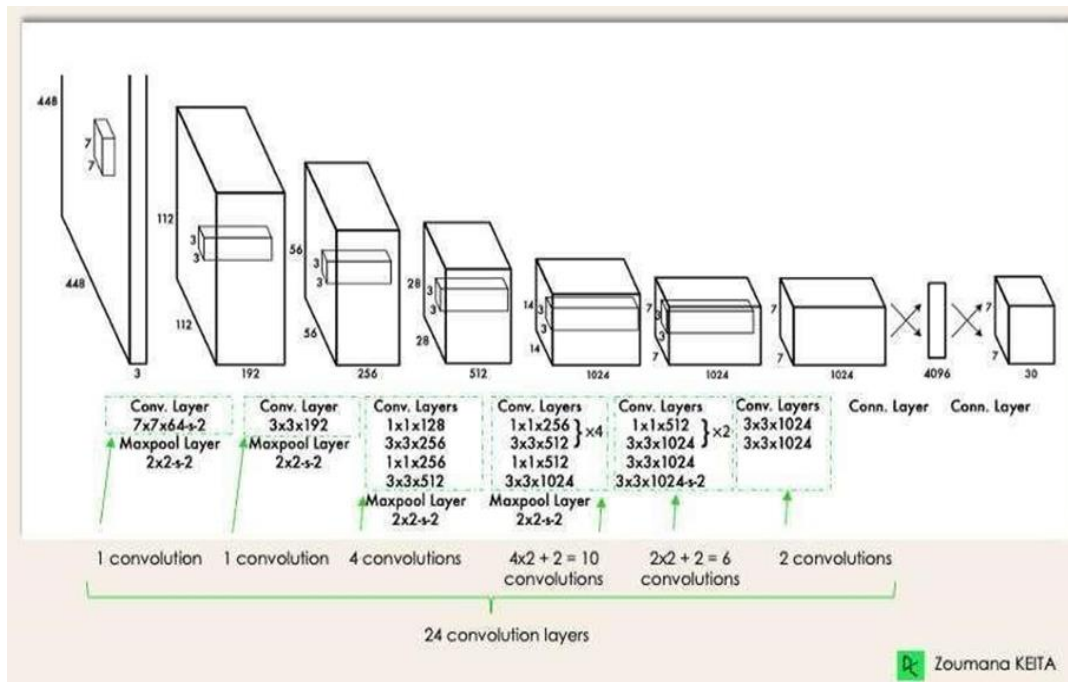 448
7
7
448
3
112
3
3
112
192
56
3
3
56
256
28
3
3
28
512
14
3
3
14
1024
7
3
3
7
1024
7
7
1024
4096
7
7
30
Conv. Layer
7x7x64-s-2
Maxpool Layer
2x2-s-2
Conv. Layer
3x3x192
Maxpool Layer
2x2-s-2
Conv. Layers
1x1x128
3x3x256
1x1x256
3x3x512
Maxpool Layer
2x2-s-2
Conv. Layers
1x1x256
3x3x512 } x4
1x1x512
3x3x1024
Maxpool Layer
2x2-s-2
Conv. Layers
1x1x512
3x3x1024 } x2
3x3x1024
3x3x1024-s-2
Conv. Layers
3x3x1024
3x3x1024
Conn. Layer
Conn. Layer
1 convolution
1 convolution
4 convolutions
4x2 + 2 = 10
convolutions
2x2 + 2 = 6
convolutions
2 convolutions
24 convolution layers
Zoumana KEITA